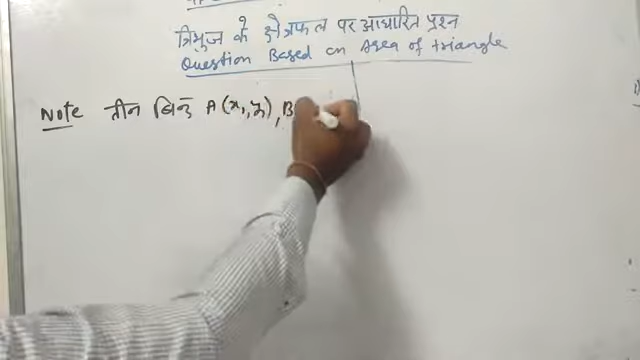 त्रिभुज के क्षेत्रफल पर आधारित प्रश्न
Question Based on Area of triangle
Note तीन बिन्दु A(x₁,y₁), B